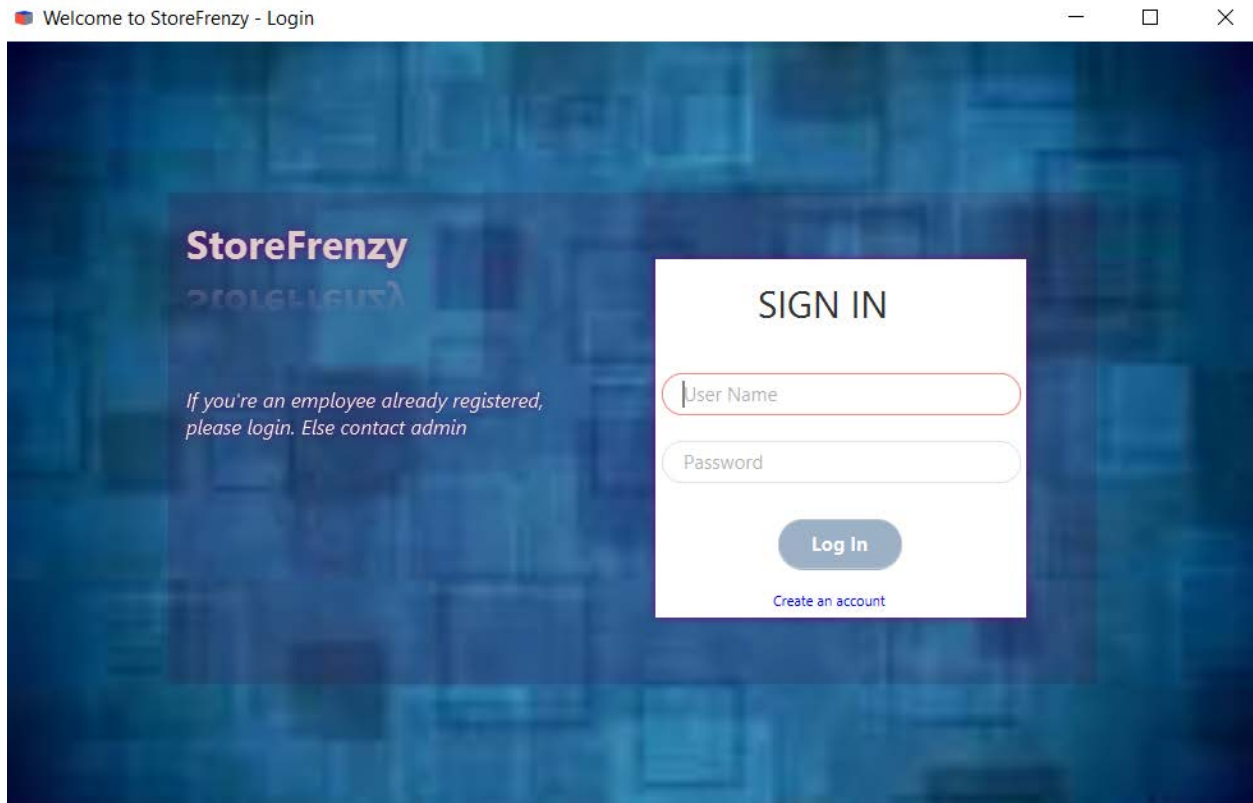 Welcome to StoreFrenzy - Login
StoreFrenzy
StoreFrenzy
If you're an employee already registered,
please login. Else contact admin
SIGN IN
User Name
Password
Log In
Create an account